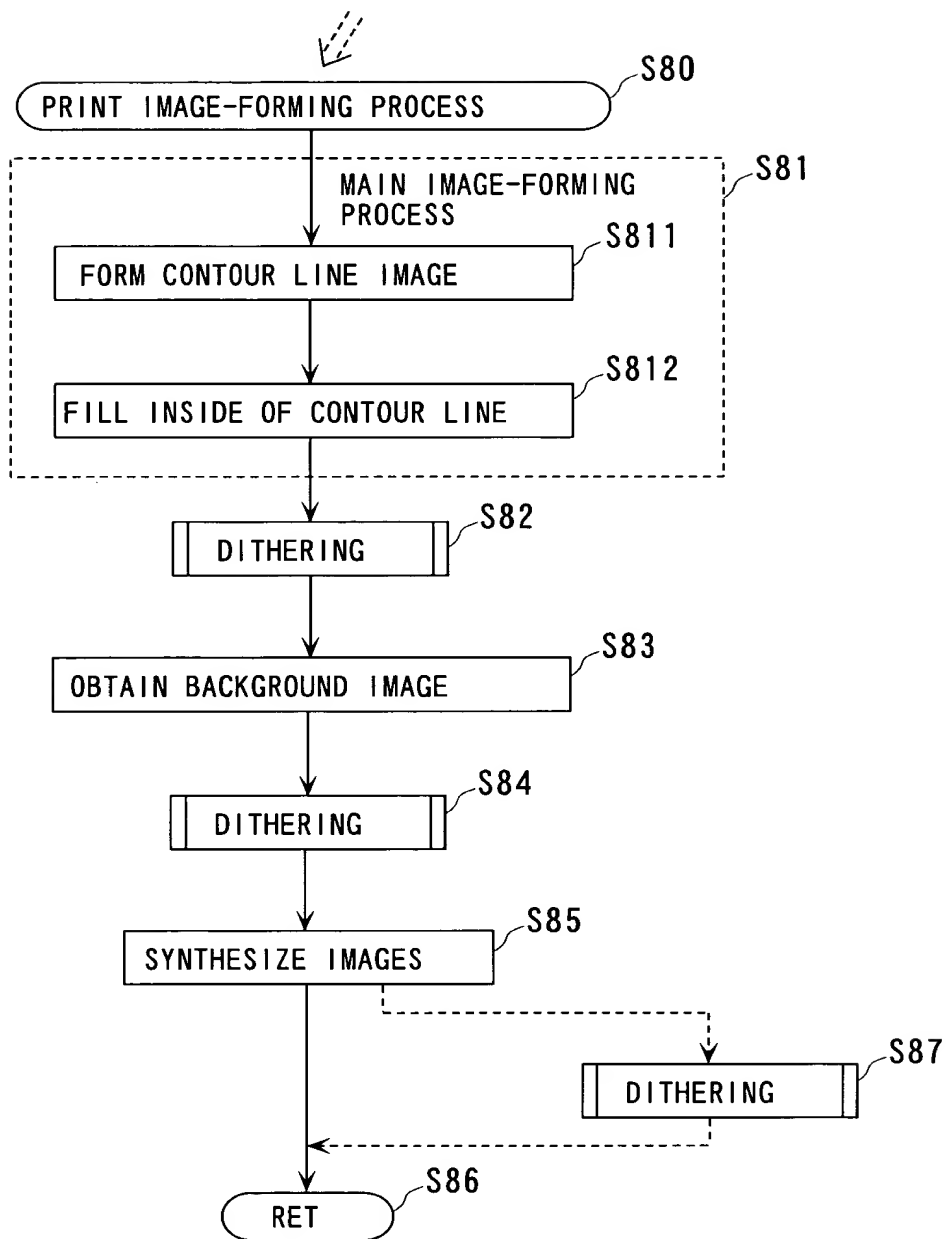 S80
PRINT IMAGE-FORMING PROCESS
S81
MAIN IMAGE-FORMING
PROCESS
S811
FORM CONTOUR LINE IMAGE
S812
FILL INSIDE OF CONTOUR LINE
S82
DITHERING
S83
OBTAIN BACKGROUND IMAGE
S84
DITHERING
S85
SYNTHESIZE IMAGES
S87
DITHERING
S86
RET